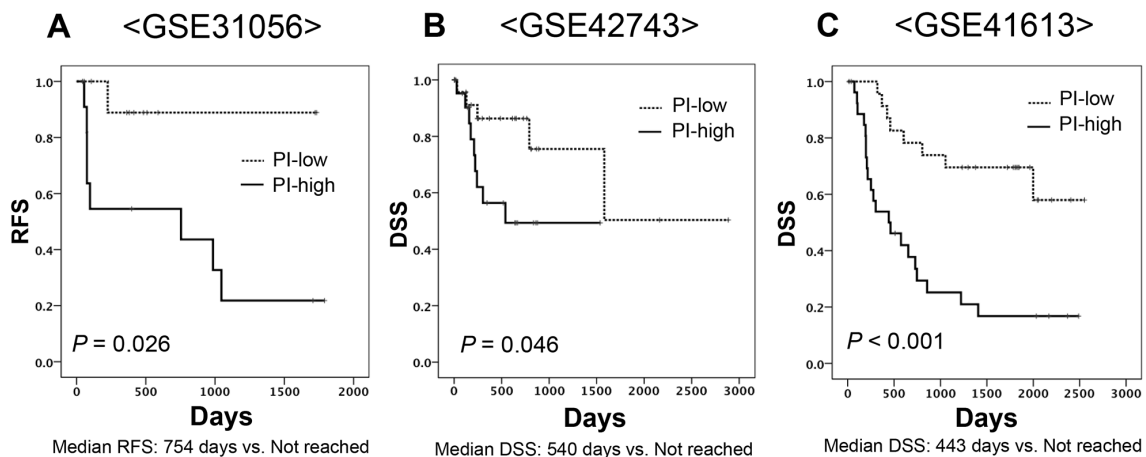 A <GSE31056>
1.0
0.8
0.6
0.4
0.2
0.0
RFS
PI-low
PI-high
P = 0.026
0 500 1000 1500 2000
Days
Median RFS: 754 days vs. Not reached
B <GSE42743>
1.0
0.8
0.6
0.4
0.2
0.0
DSS
PI-low
PI-high
P = 0.046
0 500 1000 1500 2000 2500 3000
Days
Median DSS: 540 days vs. Not reached
C <GSE41613>
1.0
0.8
0.6
0.4
0.2
0.0
DSS
PI-low
PI-high
P < 0.001
0 500 1000 1500 2000 2500 3000
Days
Median DSS: 443 days vs. Not reached